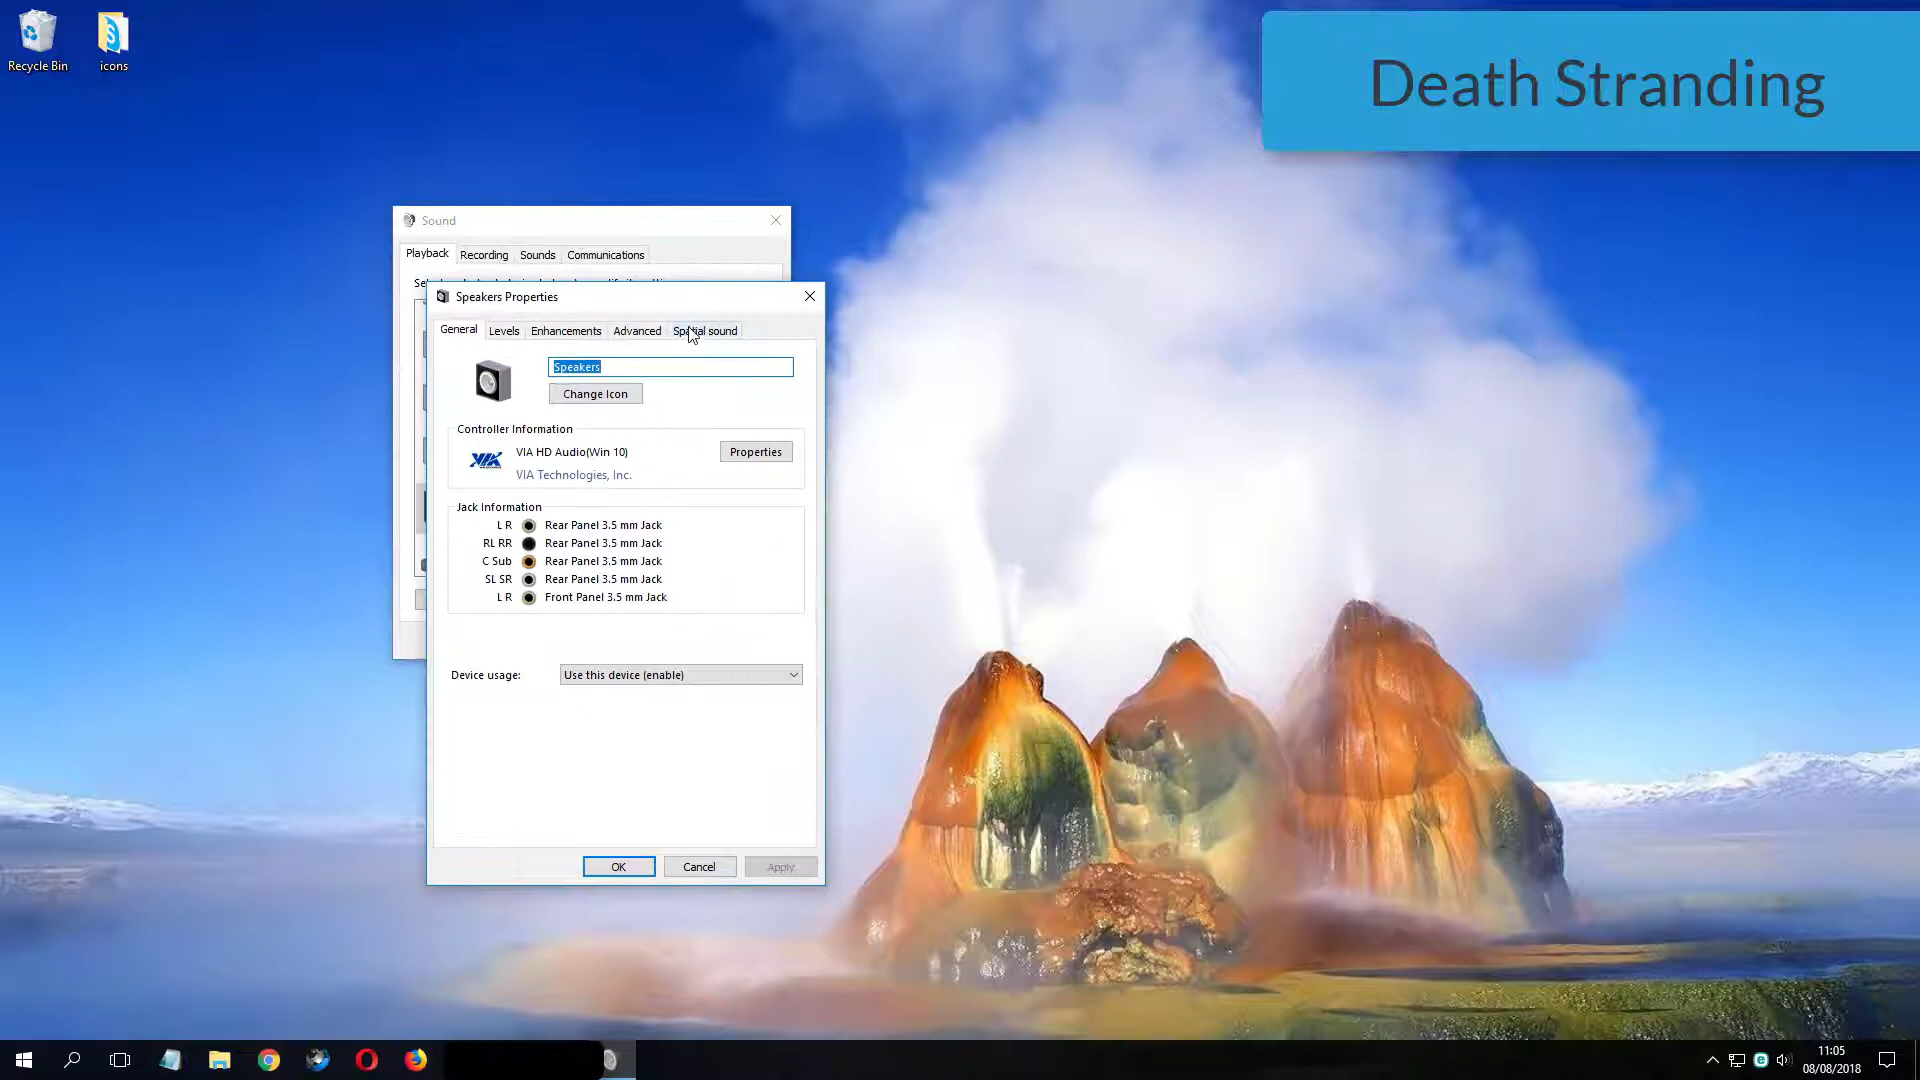 Recycle Bin
icons
Death Stranding
Sound
Playback
Recording
Sounds
Communications
Speakers Properties
General
Levels
Enhancements
Advanced
Spatial sound
Speakers
Change Icon
Controller Information
VIA HD Audio(Win 10)
Properties
VIA
VIA Technologies, Inc.
Jack Information
L R Rear Panel 3.5 mm Jack
RL RR Rear Panel 3.5 mm Jack
C Sub Rear Panel 3.5 mm Jack
SL SR Rear Panel 3.5 mm Jack
L R Front Panel 3.5 mm Jack
Device usage:
Use this device (enable)
OK
Cancel
Apply
11:05
08/08/2018